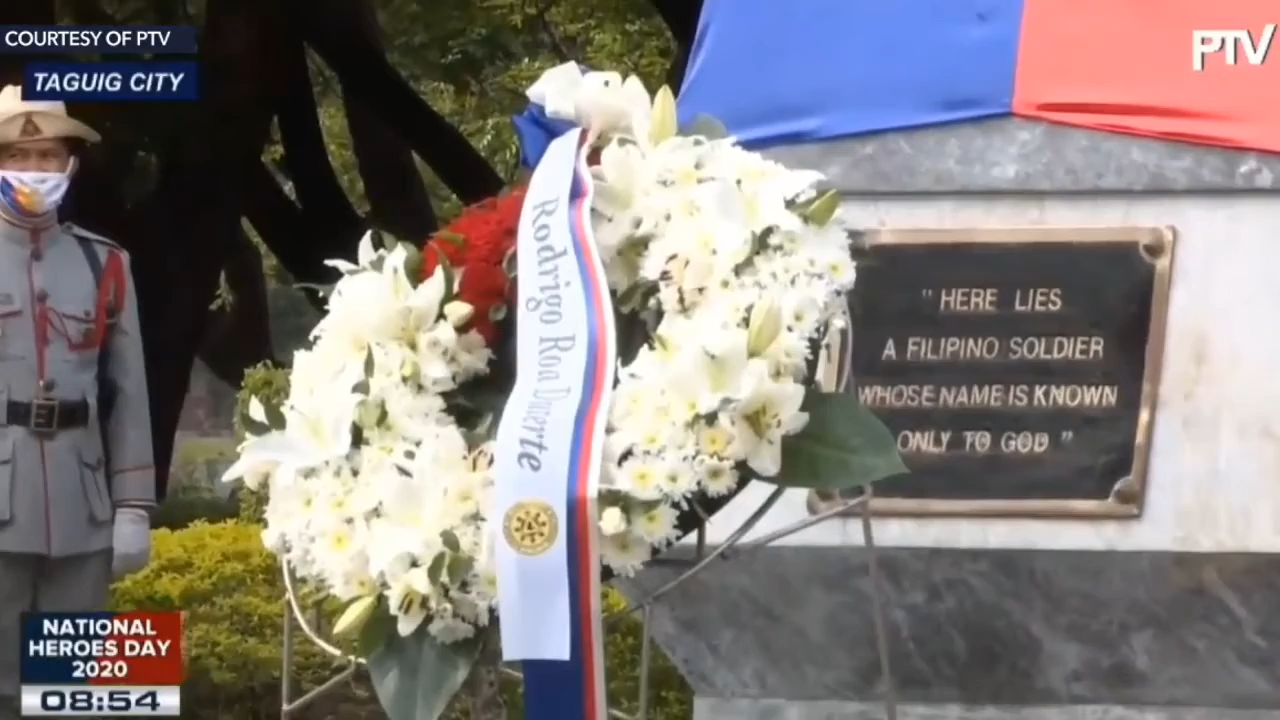 COURTESY OF PTV
TAGUIG CITY
PTV
Rodrigo Roa Duerte
" HERE LIES
A FILIPINO SOLDIER
WHOSE NAME IS KNOWN
ONLY TO GOD "
NATIONAL
HEROES DAY
2020
08:54